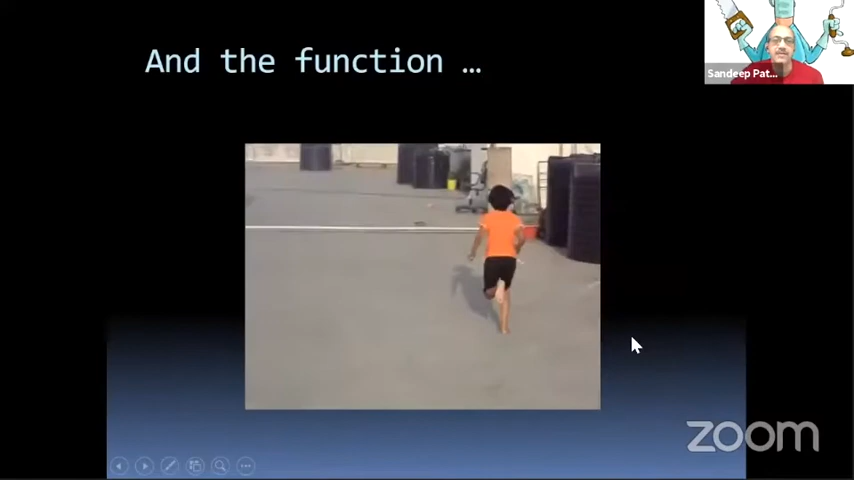 And the function …
Sandeep Pat...
zoom